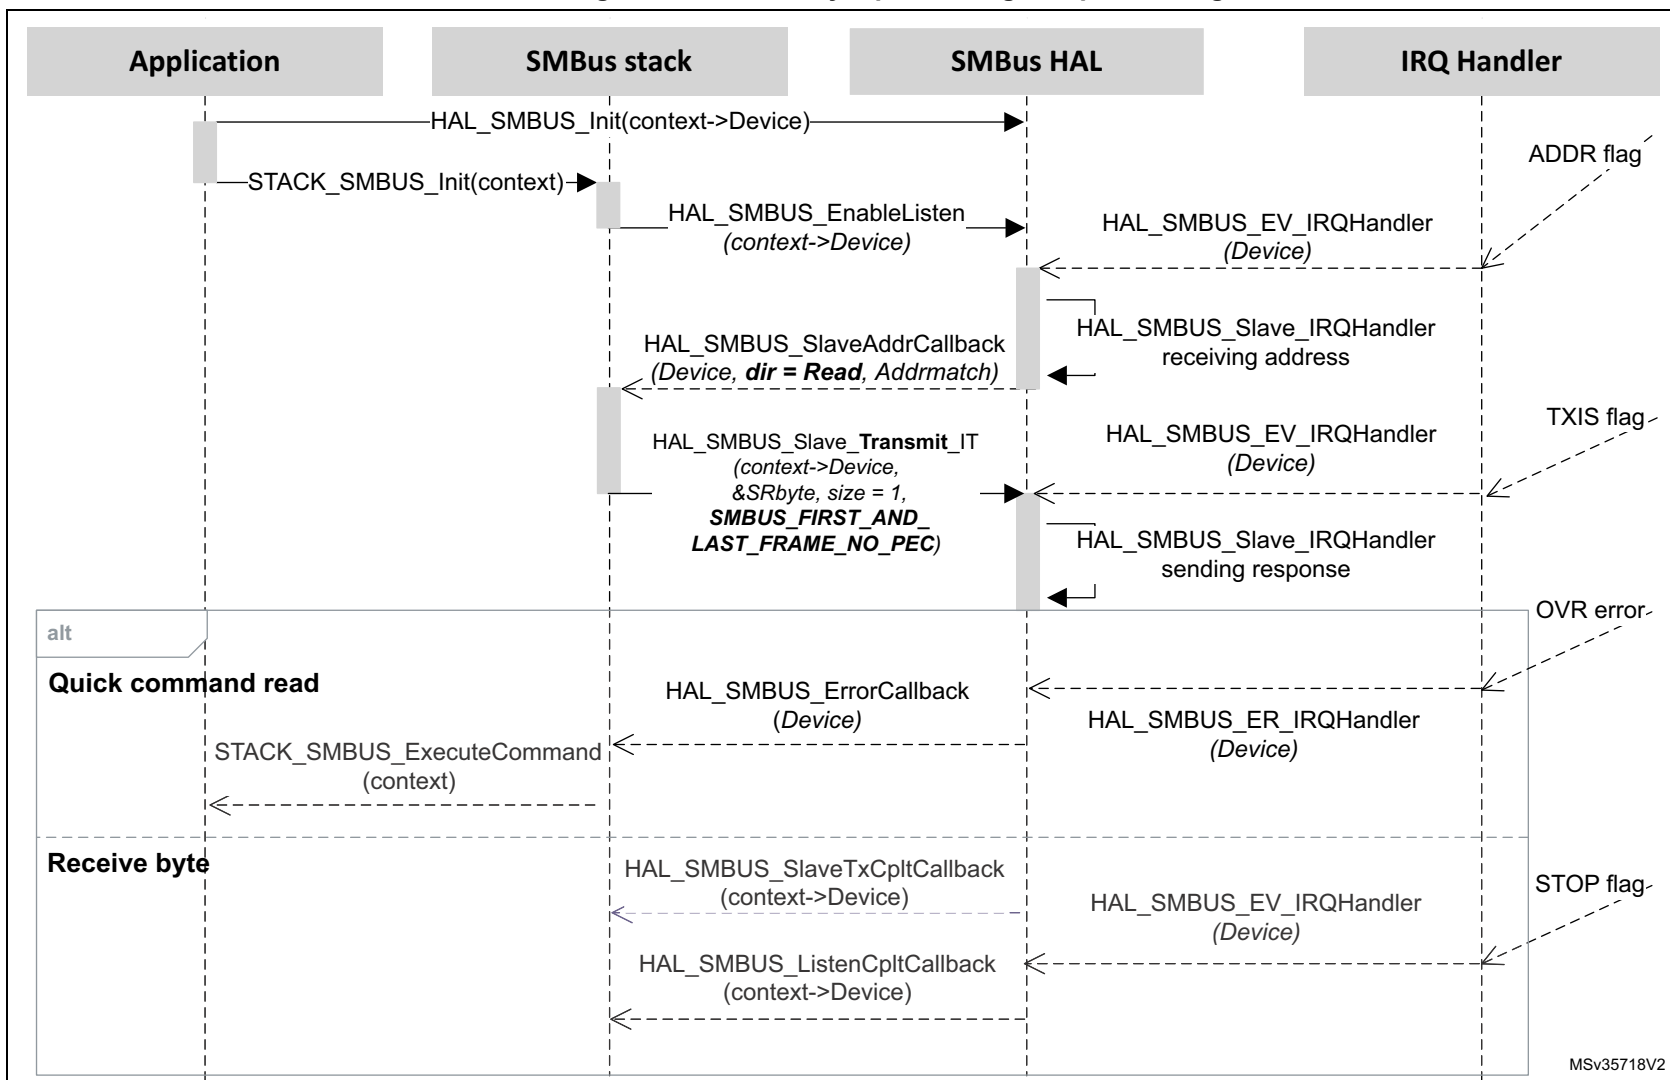 Application
SMBus stack
SMBus HAL
IRQ Handler
HAL_SMBUS_Init(context->Device)
ADDR flag
STACK_SMBUS_Init(context)
HAL_SMBUS_EnableListen
(context->Device)
HAL_SMBUS_EV_IRQHandler
(Device)
HAL_SMBUS_Slave_IRQHandler
receiving address
HAL_SMBUS_SlaveAddrCallback
(Device, dir = Read, Addrmatch)
TXIS flag
HAL_SMBUS_Slave_Transmit_IT
(context->Device,
&SRbyte, size = 1,
SMBUS_FIRST_AND_
LAST_FRAME_NO_PEC)
HAL_SMBUS_EV_IRQHandler
(Device)
HAL_SMBUS_Slave_IRQHandler
sending response
OVR error
alt
Quick command read
HAL_SMBUS_ErrorCallback
(Device)
HAL_SMBUS_ER_IRQHandler
(Device)
STACK_SMBUS_ExecuteCommand
(context)
Receive byte
HAL_SMBUS_SlaveTxCpltCallback
(context->Device)
STOP flag
HAL_SMBUS_EV_IRQHandler
(Device)
HAL_SMBUS_ListenCpltCallback
(context->Device)
MSv35718V2